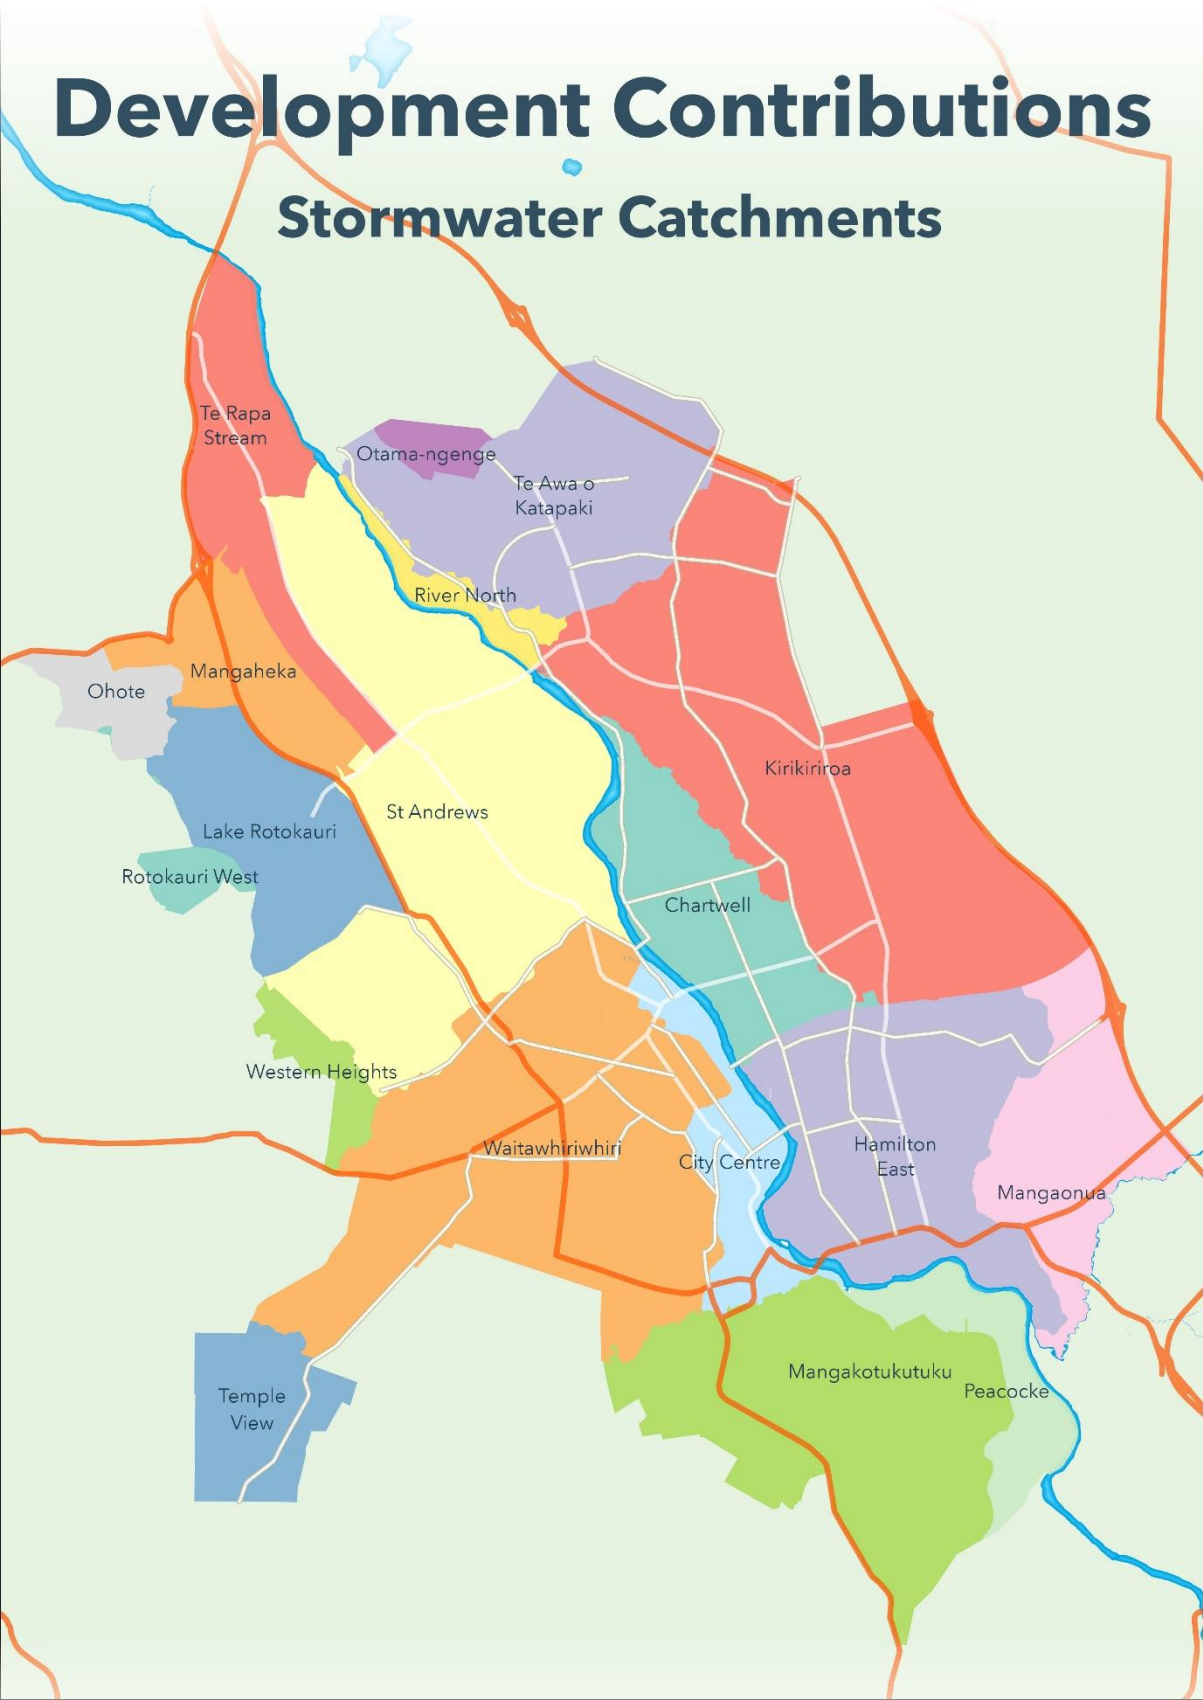 Development Contributions
Stormwater Catchments
Te Rapa
Stream
Otama-ngenge
Te Awa o
Katapaki
River North
Mangaheka
Ohote
Kirikiriroa
St Andrews
Lake Rotokauri
Rotokauri West
Chartwell
Western Heights
Waitawhiriwhiri
City Centre
Hamilton
East
Mangaonua
Mangakotukutuku
Peacocke
Temple
View